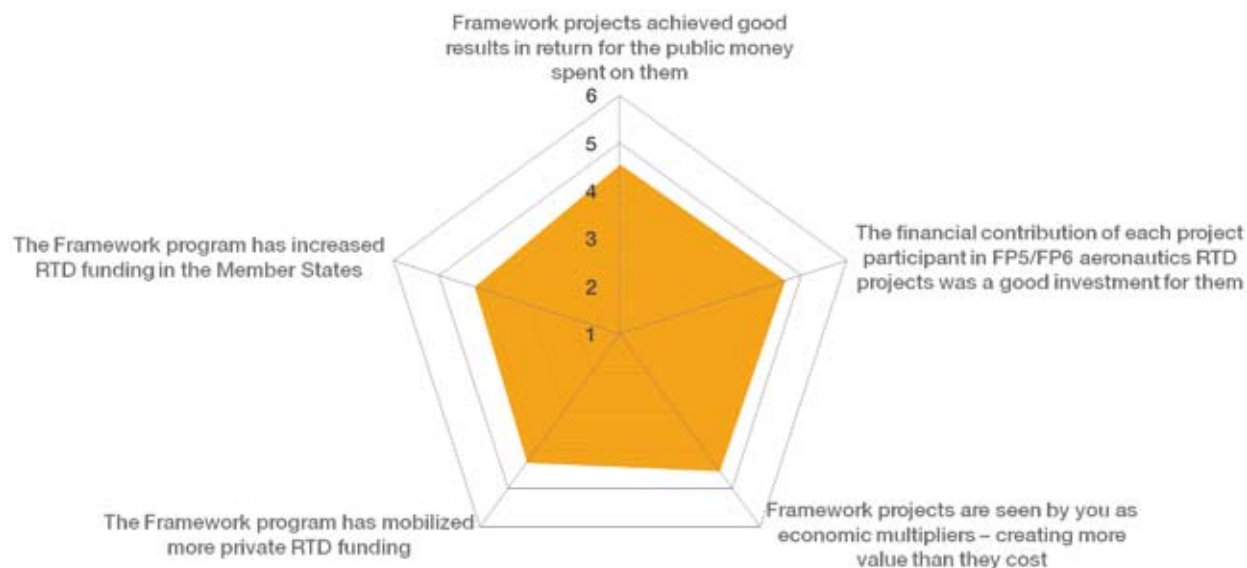 Framework projects achieved good
results in return for the public money
spent on them
6
5
4
3
2
1
The Framework program has increased
RTD funding in the Member States
The financial contribution of each project
participant in FP5/FP6 aeronautics RTD
projects was a good investment for them
The Framework program has mobilized
more private RTD funding
Framework projects are seen by you as
economic multipliers – creating more
value than they cost